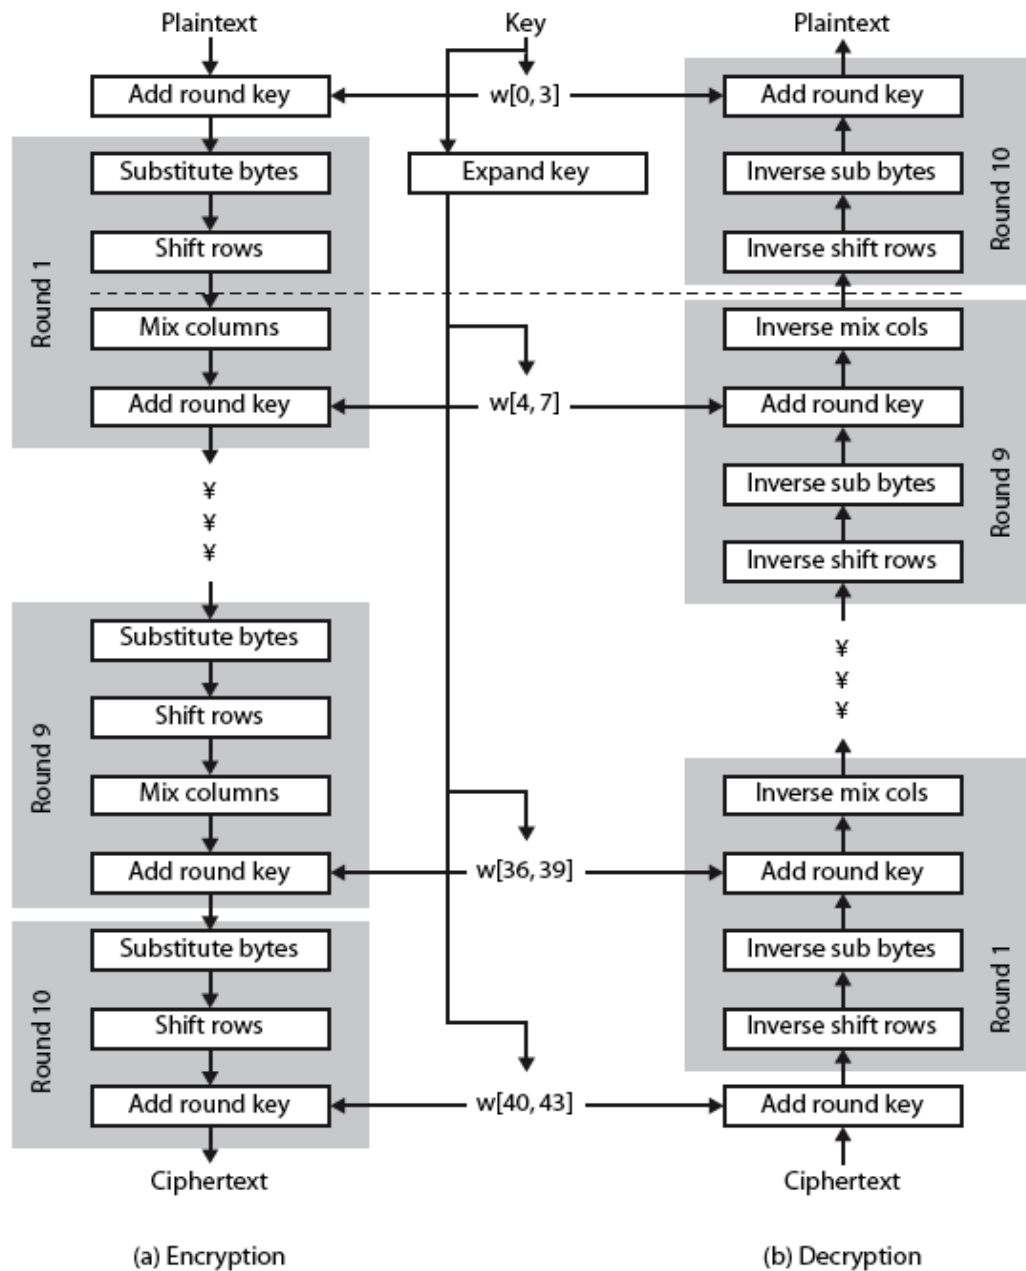 Plaintext
Key
Plaintext
Add round key
w[0, 3]
Add round key
Substitute bytes
Expand key
Inverse sub bytes
Round 10
Shift rows
Inverse shift rows
Round 1
Mix columns
Inverse mix cols
Add round key
w[4, 7]
Add round key
¥
Inverse sub bytes
Round 9
¥
¥
Inverse shift rows
Substitute bytes
¥
¥
Shift rows
¥
Round 9
Mix columns
Inverse mix cols
Add round key
w[36, 39]
Add round key
Substitute bytes
Inverse sub bytes
Round 1
Round 10
Shift rows
Inverse shift rows
Add round key
w[40, 43]
Add round key
Ciphertext
Ciphertext
(a) Encryption
(b) Decryption